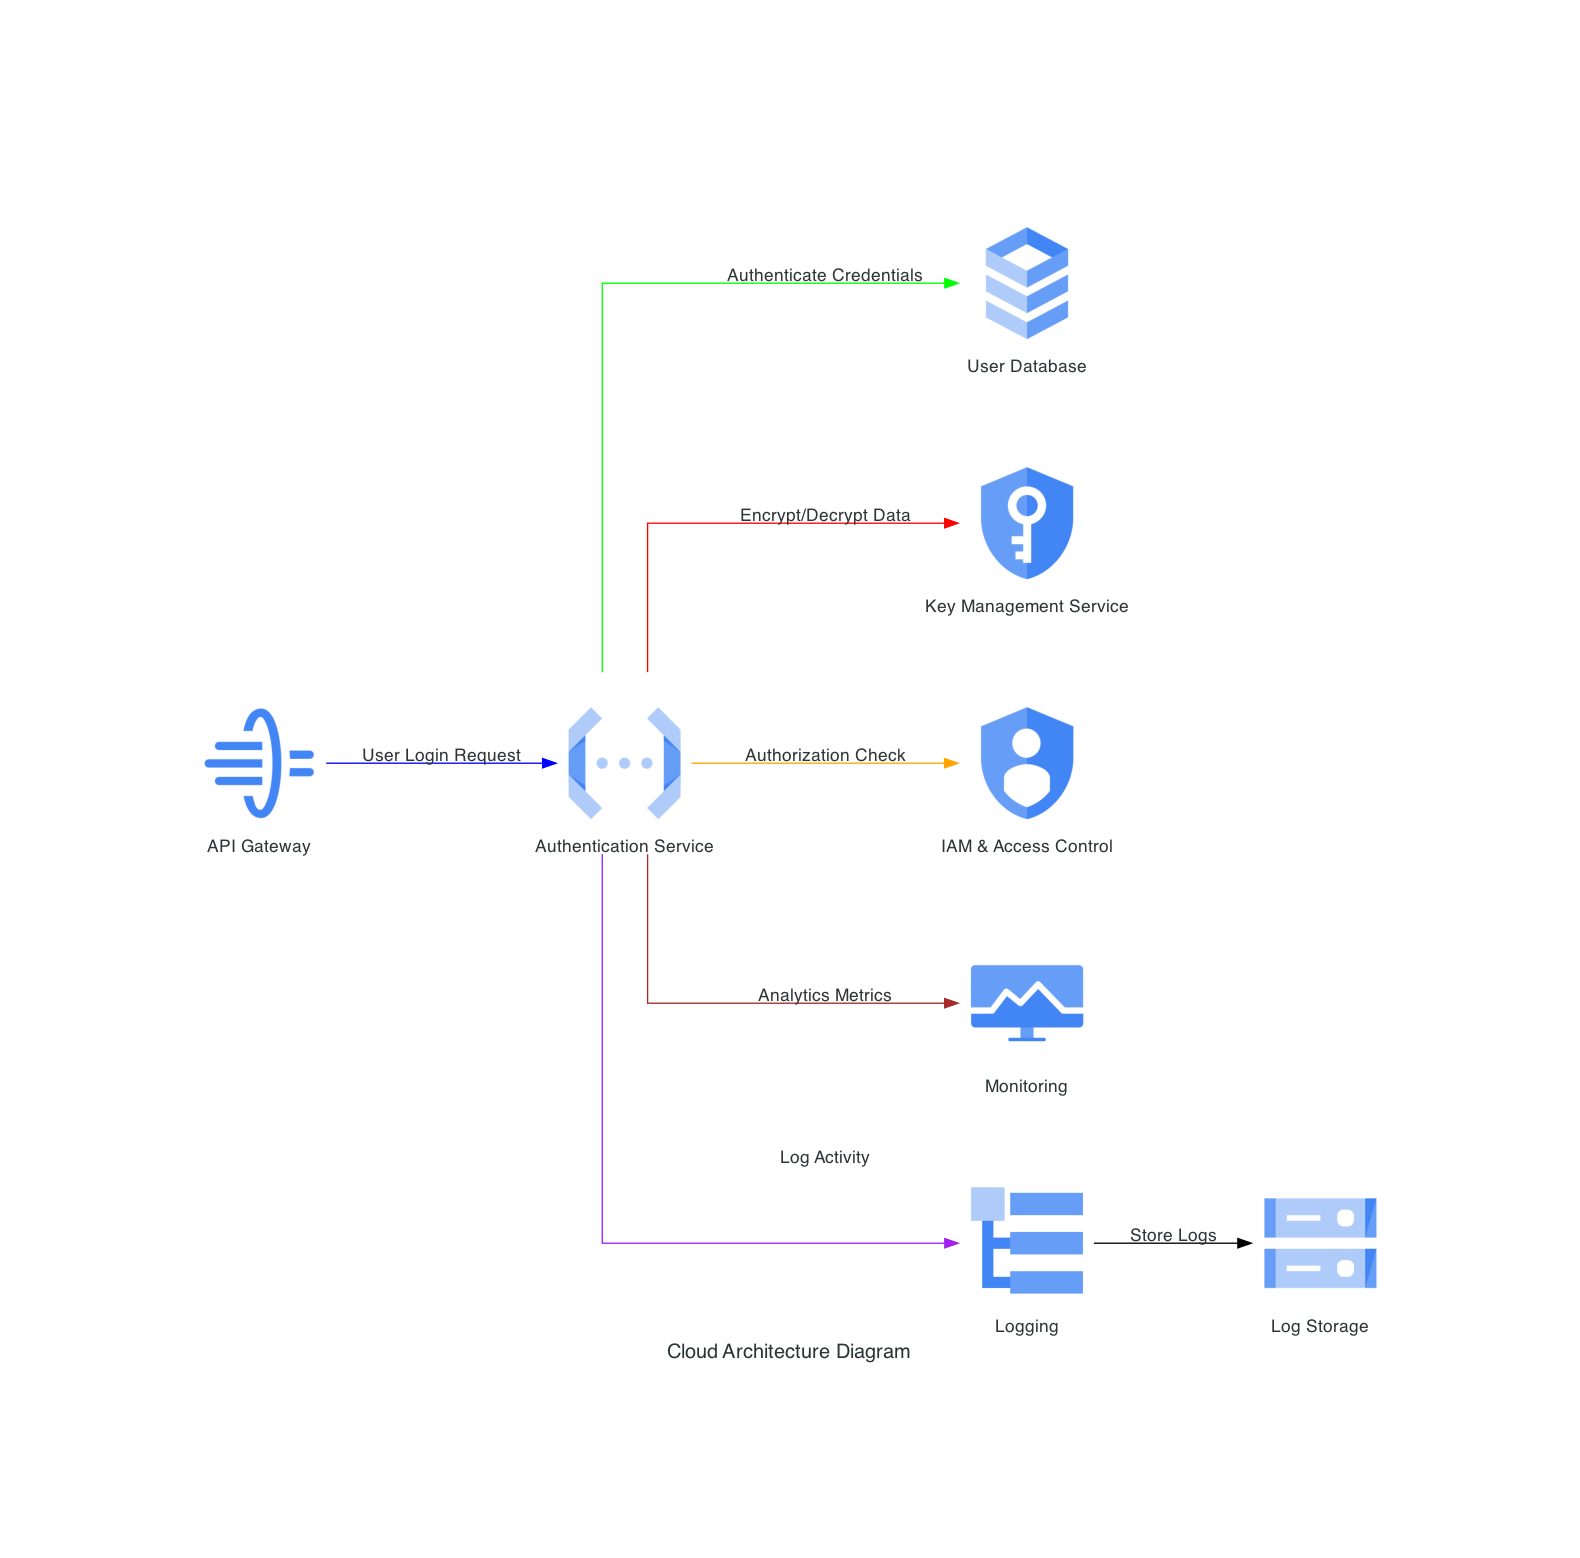 Authenticate Credentials
User Database
Encrypt/Decrypt Data
Key Management Service
User Login Request
Authorization Check
API Gateway
Authentication Service
IAM & Access Control
Analytics Metrics
Monitoring
Log Activity
Store Logs
Logging
Log Storage
Cloud Architecture Diagram